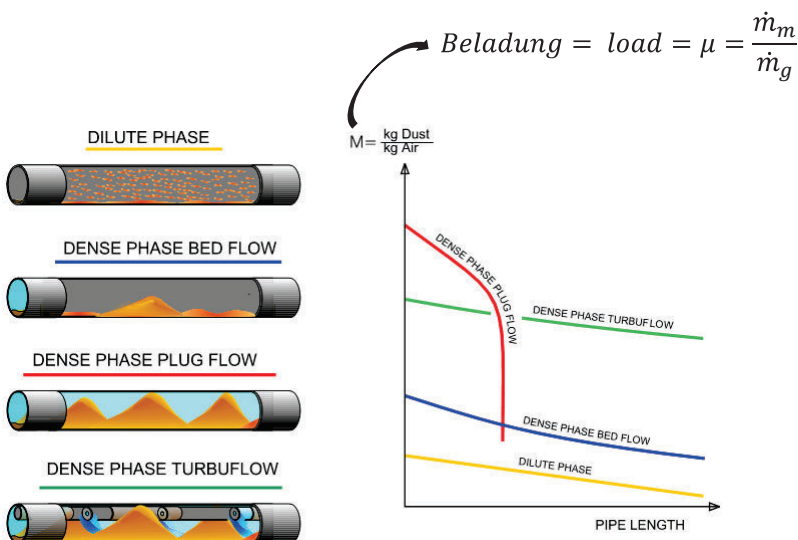 Beladung = load = μ = ṁ_m / ṁ_g
M= kg Dust / kg Air
DILUTE PHASE
DENSE PHASE BED FLOW
DENSE PHASE PLUG FLOW
DENSE PHASE TURBUFLOW
DENSE PHASE PLUG FLOW
DENSE PHASE TURBUFLOW
DENSE PHASE BED FLOW
DILUTE PHASE
PIPE LENGTH